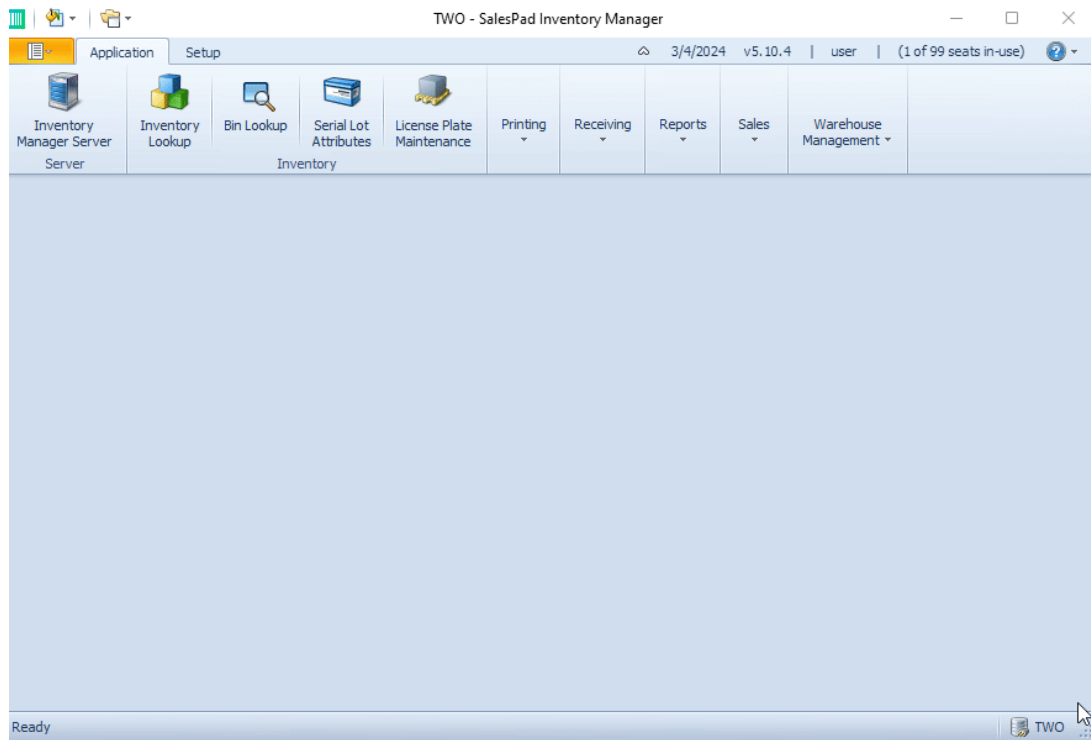 TWO - SalesPad Inventory Manager
Application Setup 3/4/2024 v5.10.4 | user | (1 of 99 seats in-use)
Inventory Manager Server
Inventory Lookup
Bin Lookup
Serial Lot Attributes
License Plate Maintenance
Printing
Receiving
Reports
Sales
Warehouse Management
Server
Inventory
Ready
TWO